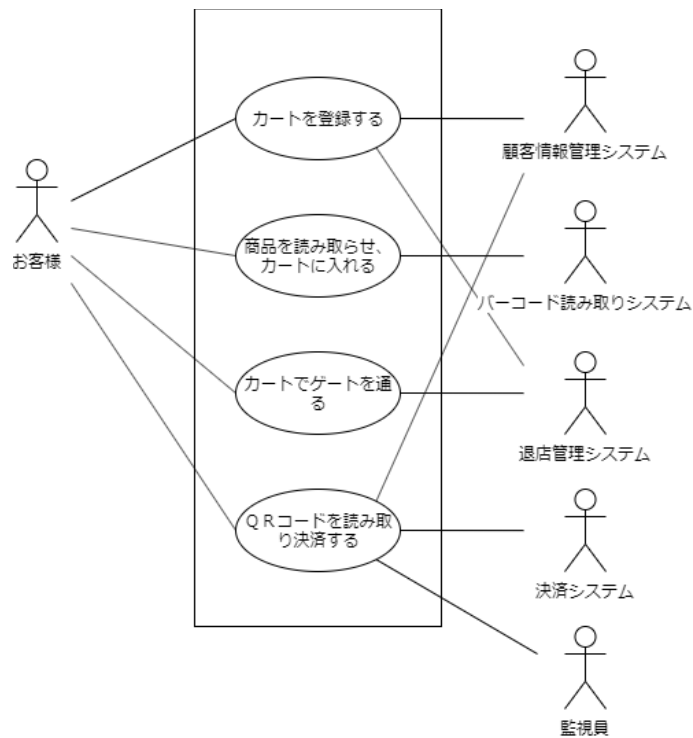 カートを登録する
顧客情報管理システム
お客様
商品を読み取らせ、
カートに入れる
バーコード読み取りシステム
カートでゲートを通
る
退店管理システム
ＱＲコードを読み取
り決済する
決済システム
監視員